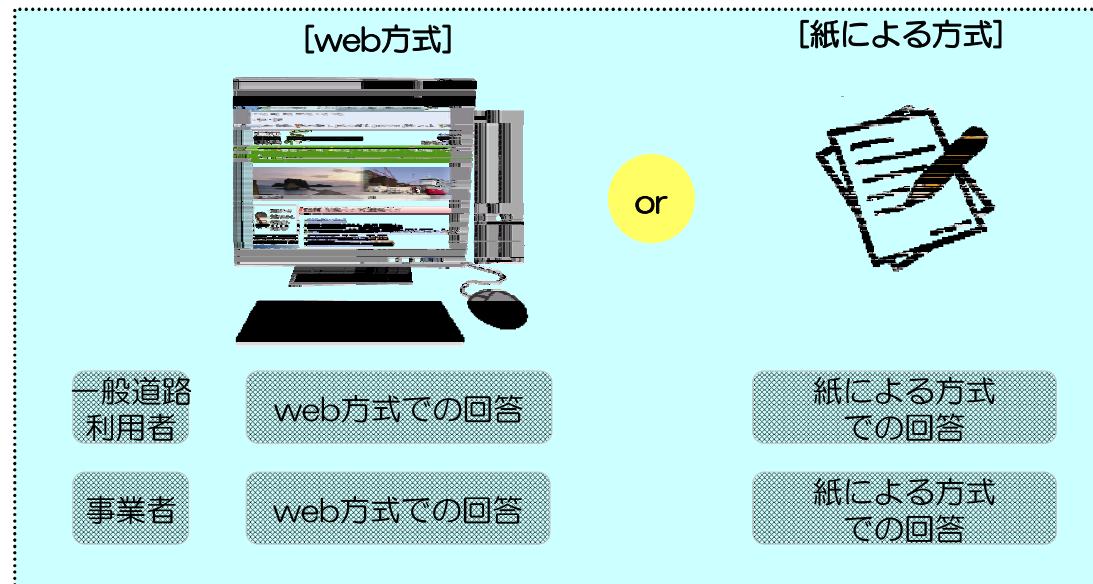 [web方式]
[紙による方式]
or
一般道路
利用者
web方式での回答
紙による方式
での回答
事業者
web方式での回答
紙による方式
での回答